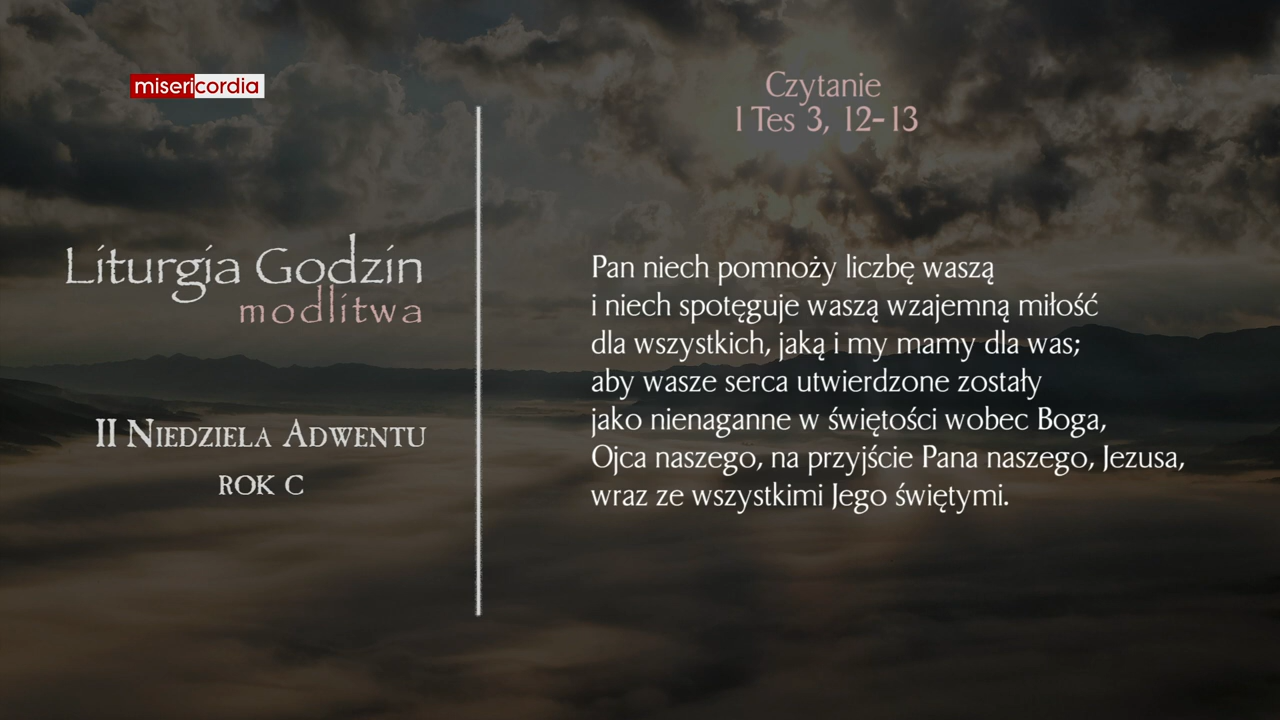 misericordia
Liturgia Godzin
modlitwa
II Niedziela Adwentu
rok C
Czytanie
1 Tes 3, 12-13
Pan niech pomnoży liczbę waszą
i niech spotęguje waszą wzajemną miłość
dla wszystkich, jaką i my mamy dla was;
aby wasze serca utwierdzone zostały
jako nienaganne w świętości wobec Boga,
Ojca naszego, na przyjście Pana naszego, Jezusa,
wraz ze wszystkimi Jego świętymi.